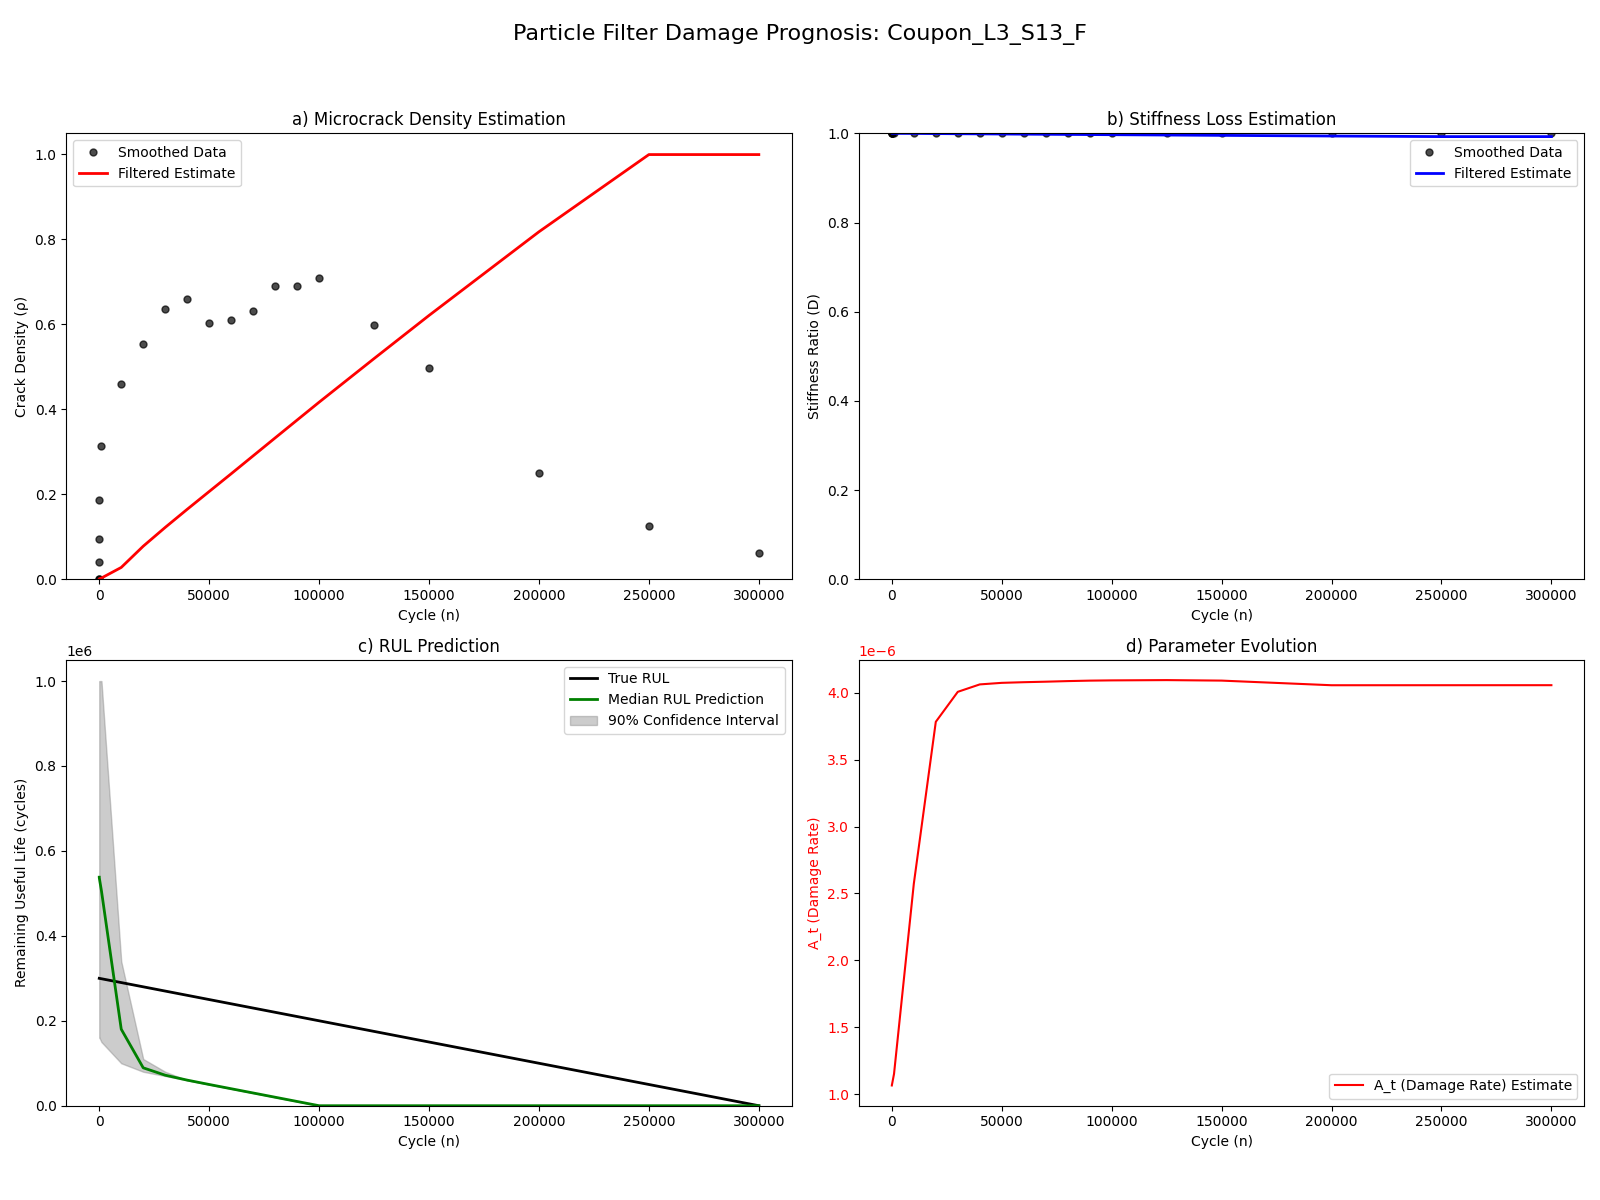 Particle Filter Damage Prognosis: Coupon_L3_S13_F
a) Microcrack Density Estimation
Smoothed Data
Filtered Estimate
Crack Density (ρ)
1.0
0.8
0.6
0.4
0.2
0.0
0 50000 100000 150000 200000 250000 300000
Cycle (n)
b) Stiffness Loss Estimation
Smoothed Data
Filtered Estimate
Stiffness Ratio (D)
1.0
0.8
0.6
0.4
0.2
0.0
0 50000 100000 150000 200000 250000 300000
Cycle (n)
c) RUL Prediction
1e6
True RUL
Median RUL Prediction
90% Confidence Interval
Remaining Useful Life (cycles)
1.0
0.8
0.6
0.4
0.2
0.0
0 50000 100000 150000 200000 250000 300000
Cycle (n)
d) Parameter Evolution
1e−6
A_t (Damage Rate)
4.0
3.5
3.0
2.5
2.0
1.5
1.0
A_t (Damage Rate) Estimate
0 50000 100000 150000 200000 250000 300000
Cycle (n)